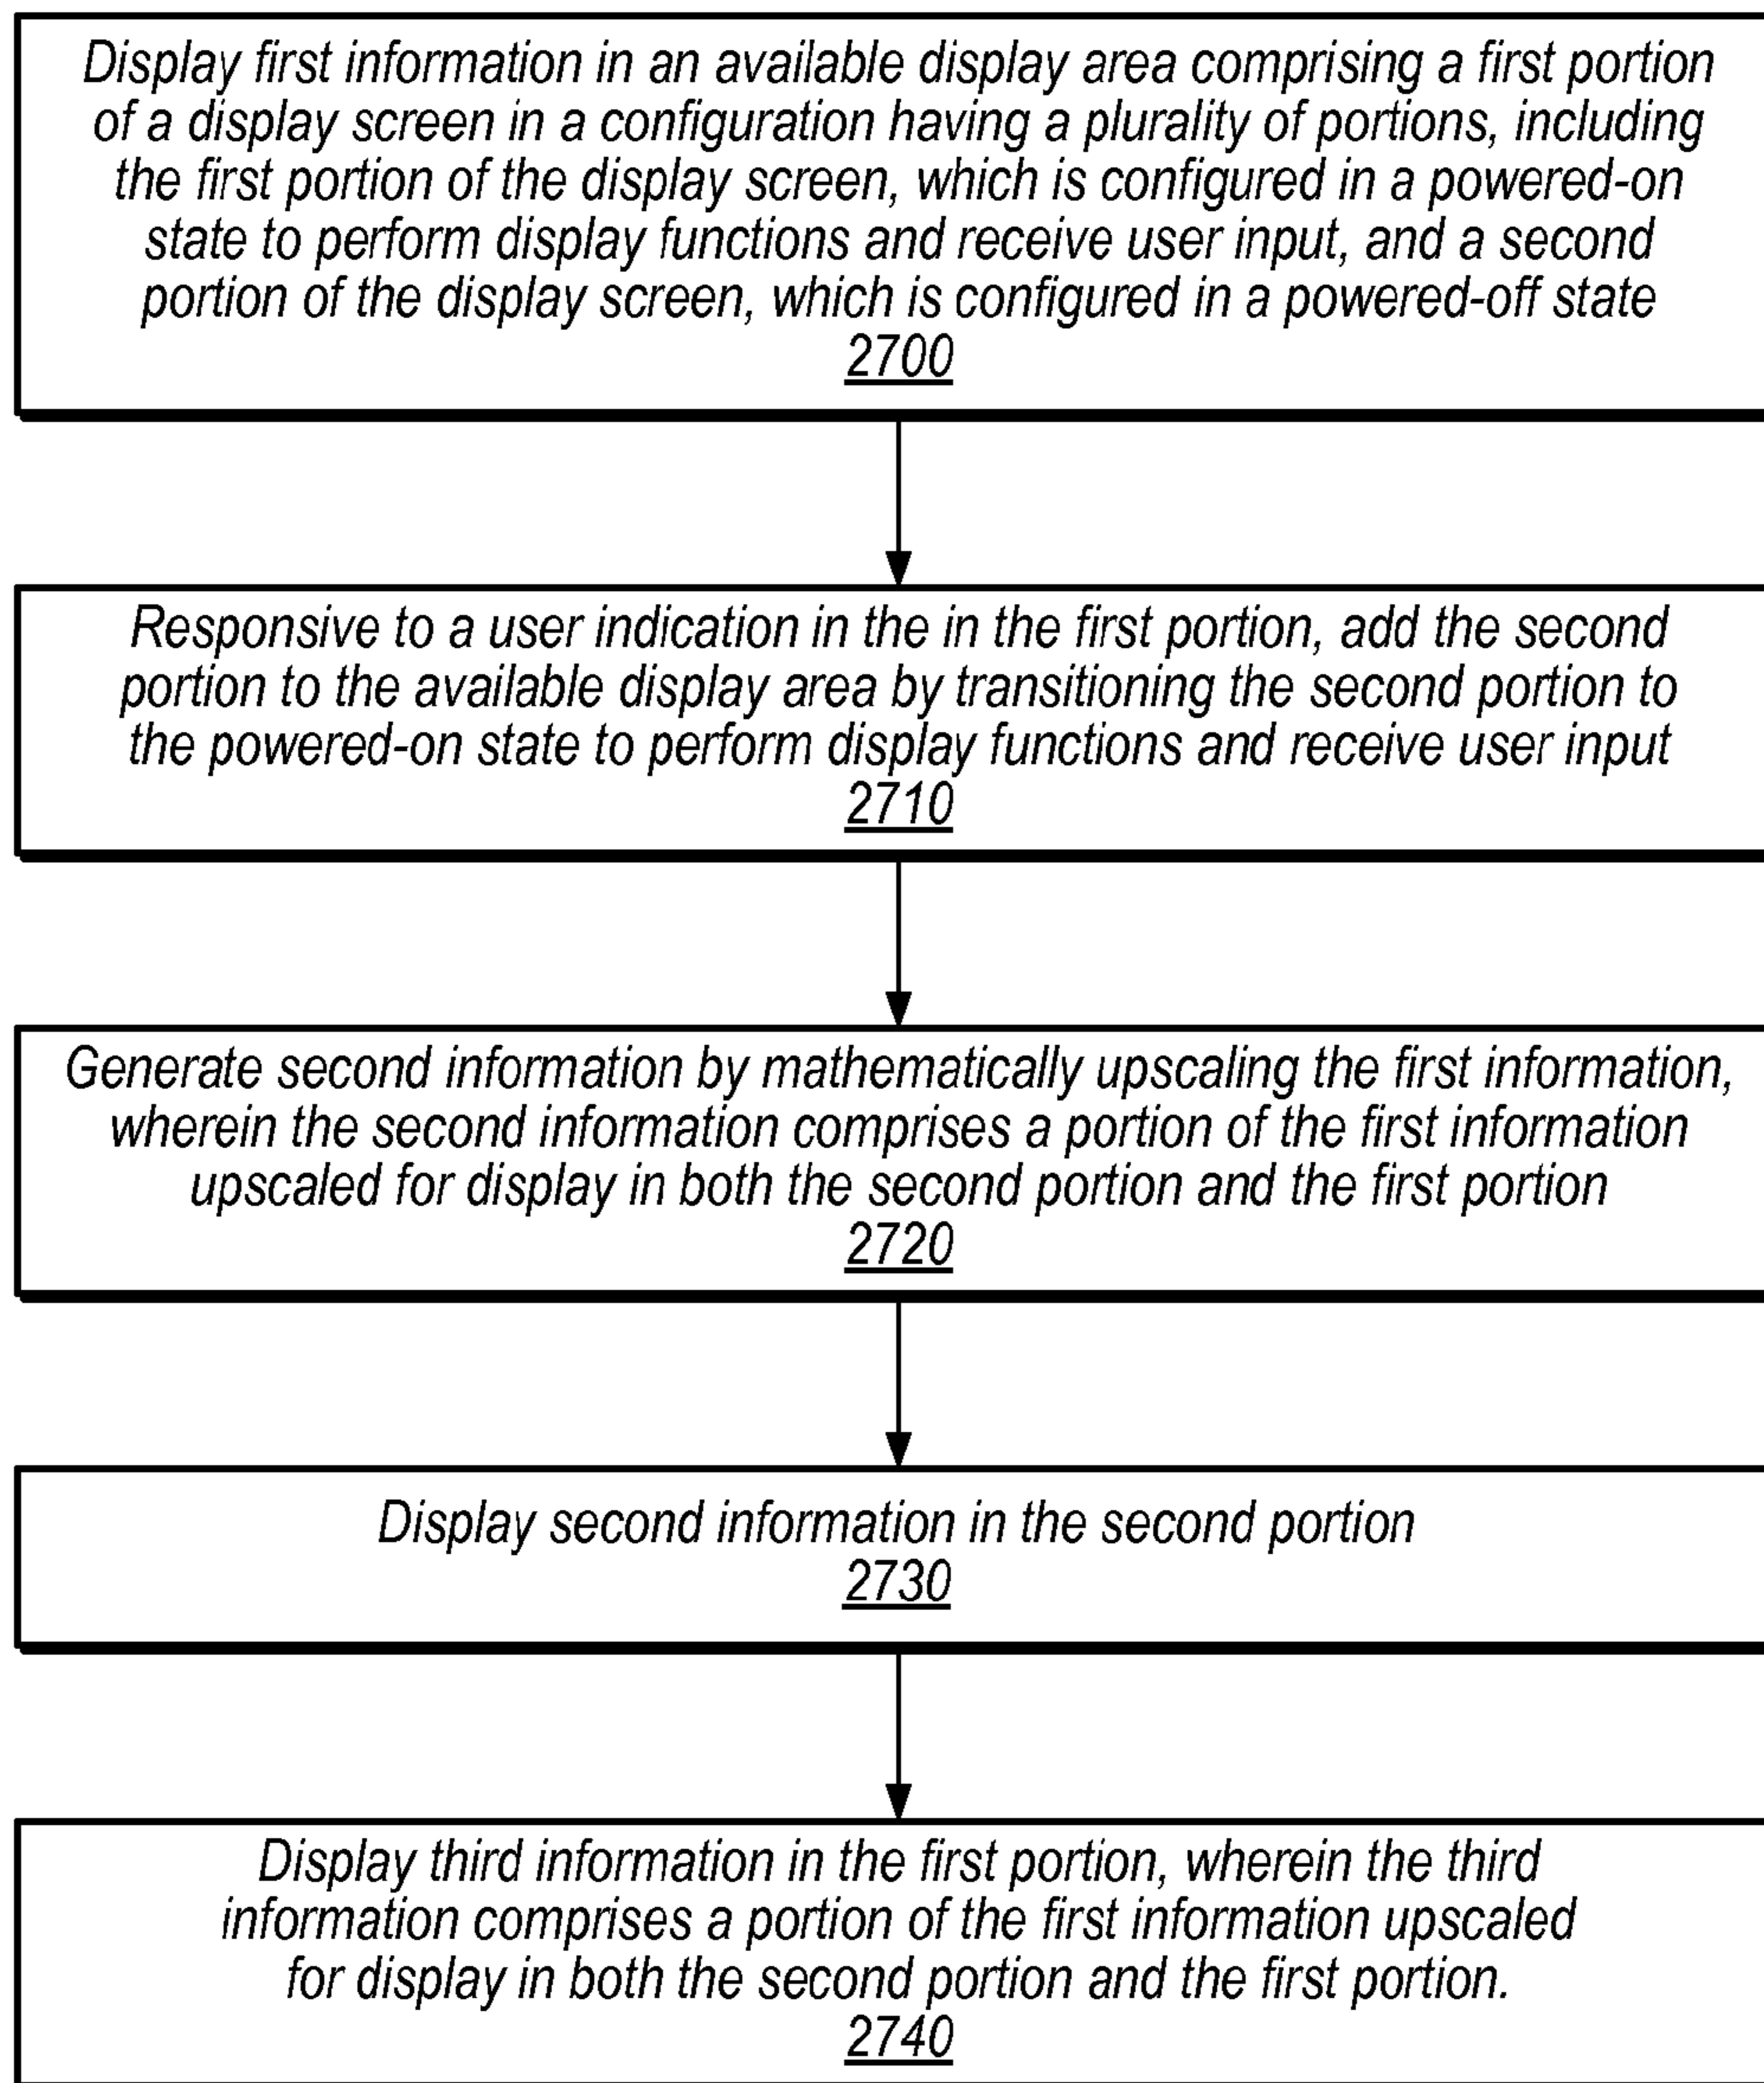 Display first information in an available display area comprising a first portion
of a display screen in a configuration having a plurality of portions, including
the first portion of the display screen, which is configured in a powered-on
state to perform display functions and receive user input, and a second
portion of the display screen, which is configured in a powered-off state
2700
Responsive to a user indication in the in the first portion, add the second
portion to the available display area by transitioning the second portion to
the powered-on state to perform display functions and receive user input
2710
Generate second information by mathematically upscaling the first information,
wherein the second information comprises a portion of the first information
upscaled for display in both the second portion and the first portion
2720
Display second information in the second portion
2730
Display third information in the first portion, wherein the third
information comprises a portion of the first information upscaled
for display in both the second portion and the first portion.
2740